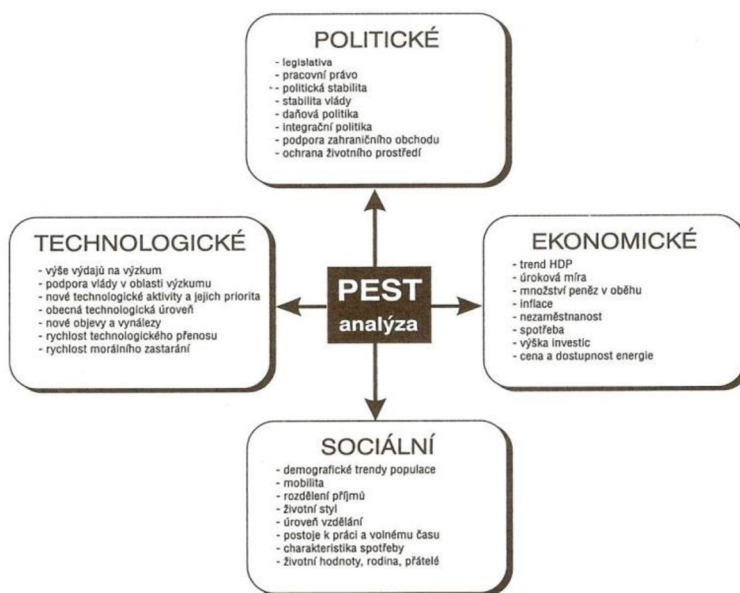 POLITICKÉ
- legislativa
- pracovní právo
-- politická stabilita
- stabilita vlády
- daňová politika
- integrační politika
- podpora zahraničního obchodu
- ochrana životního prostředí
TECHNOLOGICKÉ
- výše výdajů na výzkum
- podpora vlády v oblasti výzkumu
- nové technologické aktivity a jejich priorita
- obecná technologická úroveň
- nové objevy a vynálezy
- rychlost technologického přenosu
- rychlost morálního zastarání
PEST
analýza
EKONOMICKÉ
- trend HDP
- úroková míra
- množství peněz v oběhu
- inflace
- nezaměstnanost
- spotřeba
- výška investic
- cena a dostupnost energie
SOCIÁLNÍ
- demografické trendy populace
- mobilita
- rozdělení příjmů
- životní styl
- úroveň vzdělání
- postoje k práci a volnému času
- charakteristika spotřeby
- životní hodnoty, rodina, přátelé